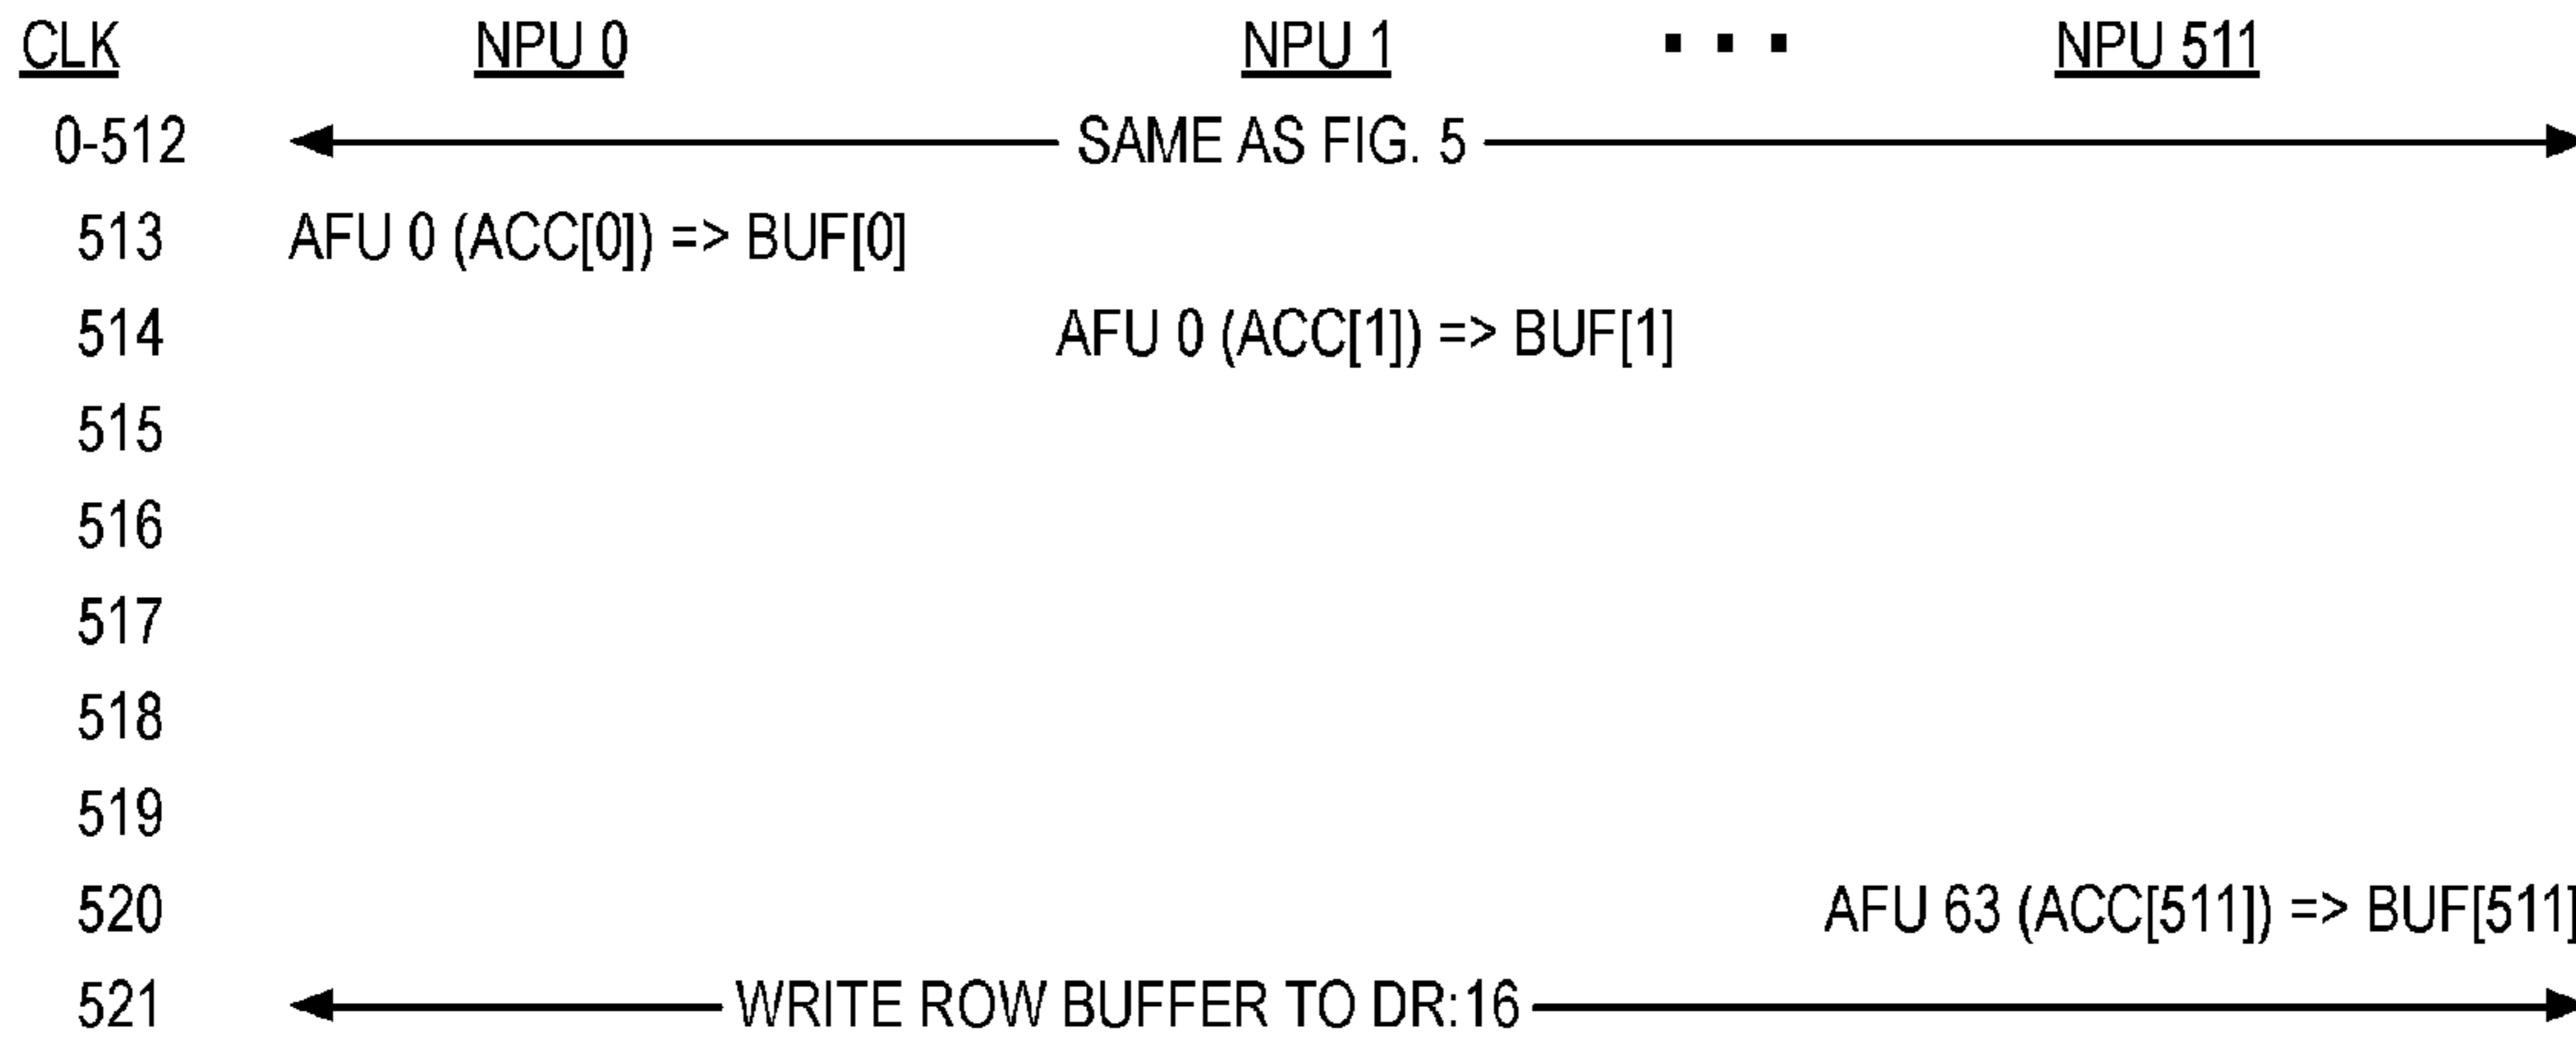 CLK NPU 0 NPU 1 ... NPU 511
0-512 SAME AS FIG. 5
513 AFU 0 (ACC[0]) => BUF[0]
514 AFU 0 (ACC[1]) => BUF[1]
515
516
517
518
519
520 AFU 63 (ACC[511]) => BUF[511]
521 WRITE ROW BUFFER TO DR:16